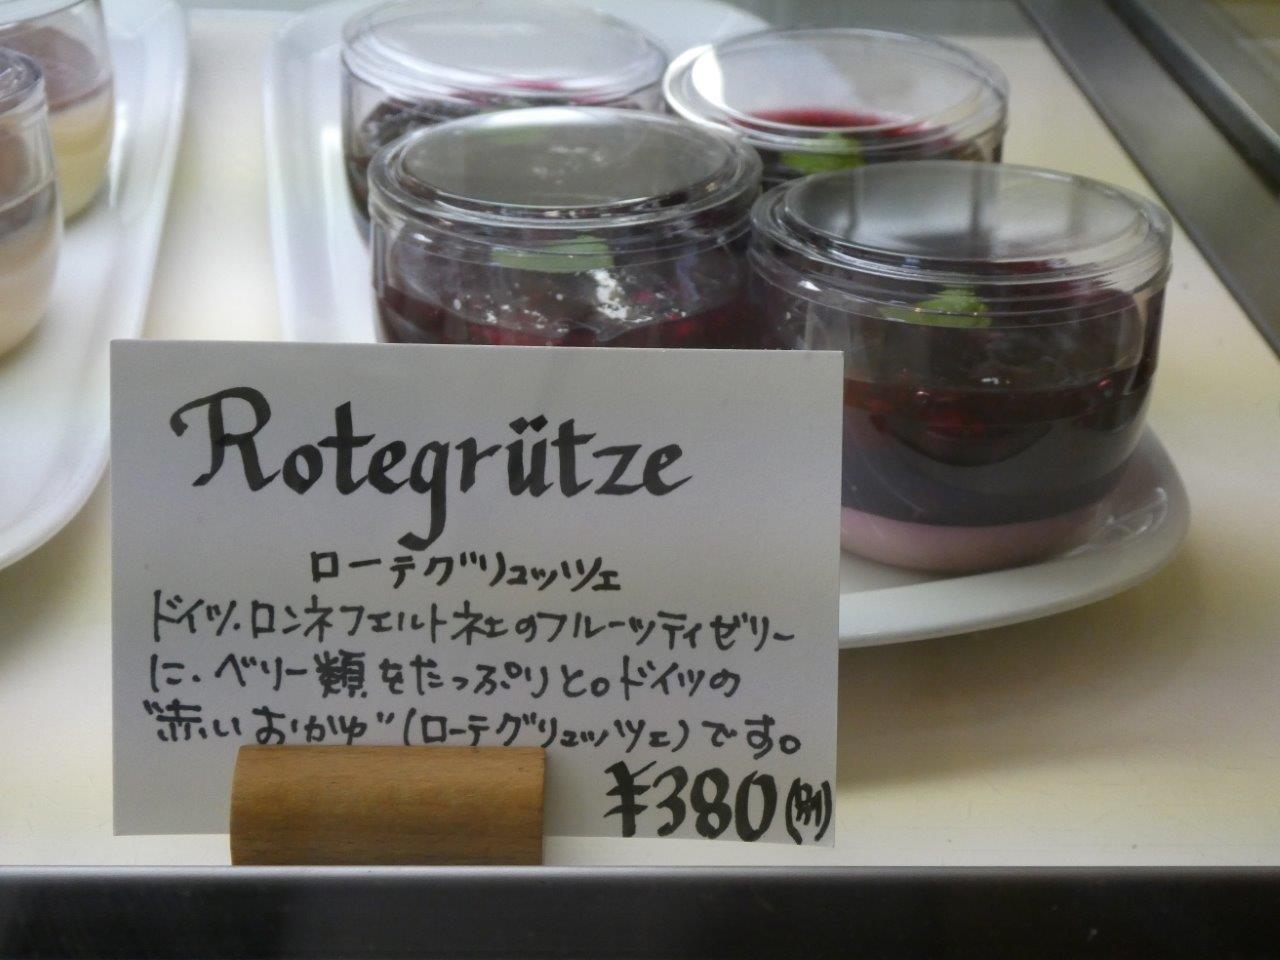 Rotegrütze
ローテグリュッツェ
ドイツ、ロンネフェルト社のフルーツティゼリー
に、ベリー類をたっぷりと。ドイツの
"赤いおかゆ"(ローテグリュッツェ)です。
¥380(別)